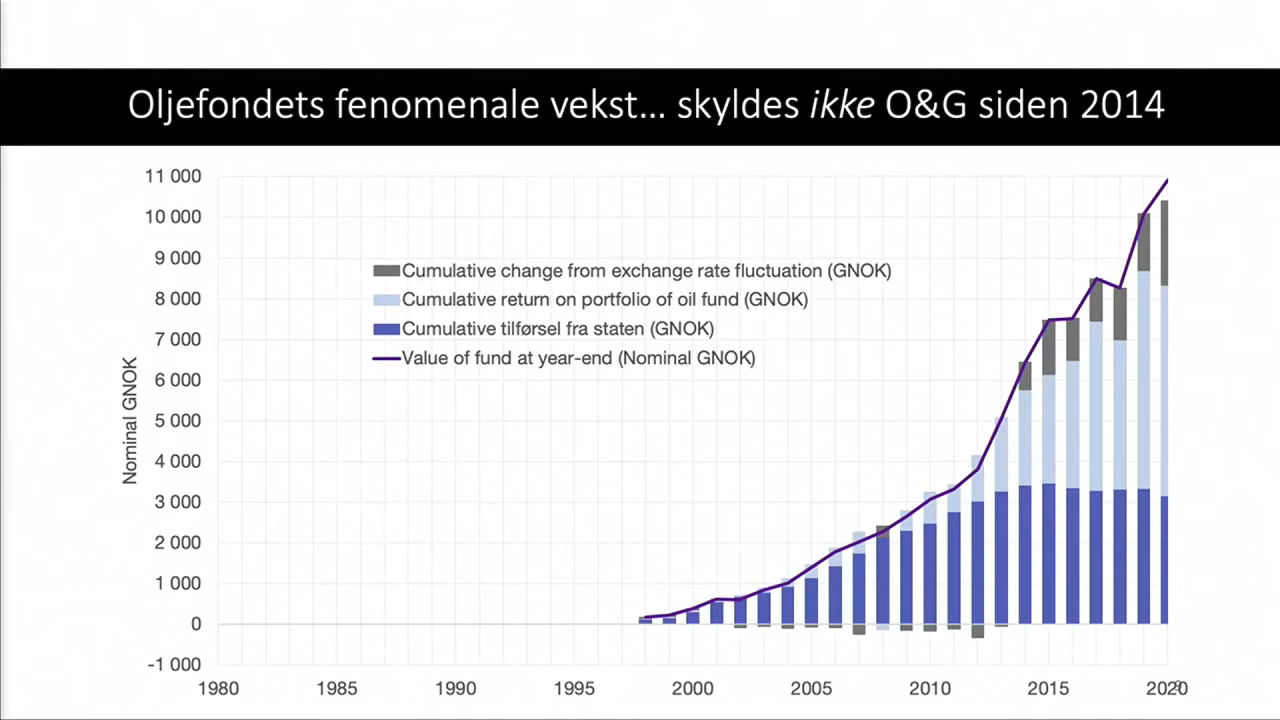 Oljefondets fenomenale vekst... skyldes ikke O&G siden 2014
11 000
10 000
9 000
8 000
7 000
6 000
5 000
4 000
3 000
2 000
1 000
0
-1 000
Nominal GNOK
Cumulative change from exchange rate fluctuation (GNOK)
Cumulative return on portfolio of oil fund (GNOK)
Cumulative tilførsel fra staten (GNOK)
Value of fund at year-end (Nominal GNOK)
1980 1985 1990 1995 2000 2005 2010 2015 2020